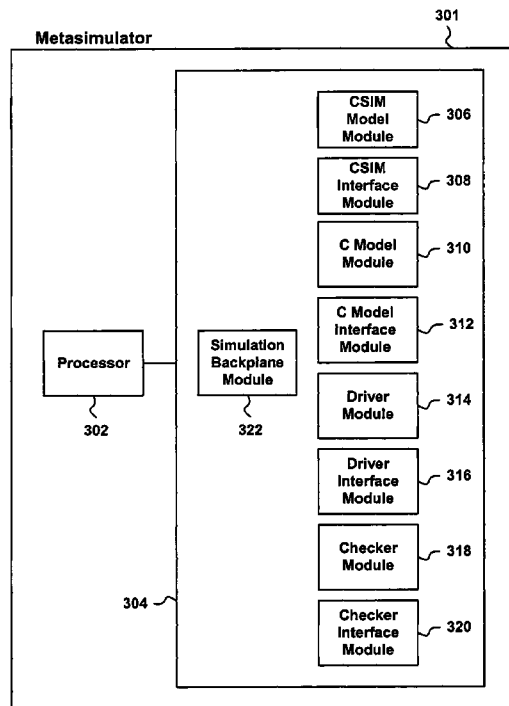 301
Metasimulator
CSIM
Model
Module
306
CSIM
Interface
Module
308
C Model
Module
310
C Model
Interface
Module
312
Processor
302
Simulation
Backplane
Module
322
Driver
Module
314
Driver
Interface
Module
316
Checker
Module
318
304
Checker
Interface
Module
320